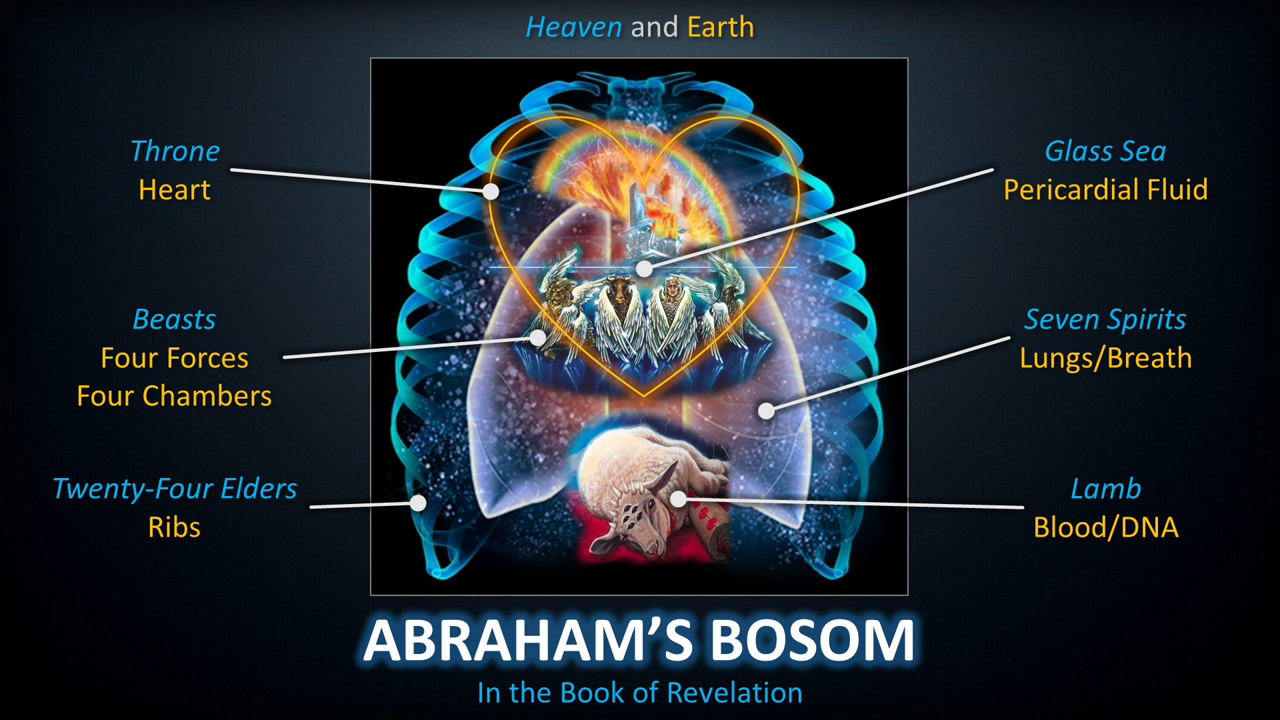 Heaven and Earth
Throne
Heart
Glass Sea
Pericardial Fluid
Beasts
Four Forces
Four Chambers
Seven Spirits
Lungs/Breath
Twenty-Four Elders
Ribs
Lamb
Blood/DNA
ABRAHAM’S BOSOM
In the Book of Revelation